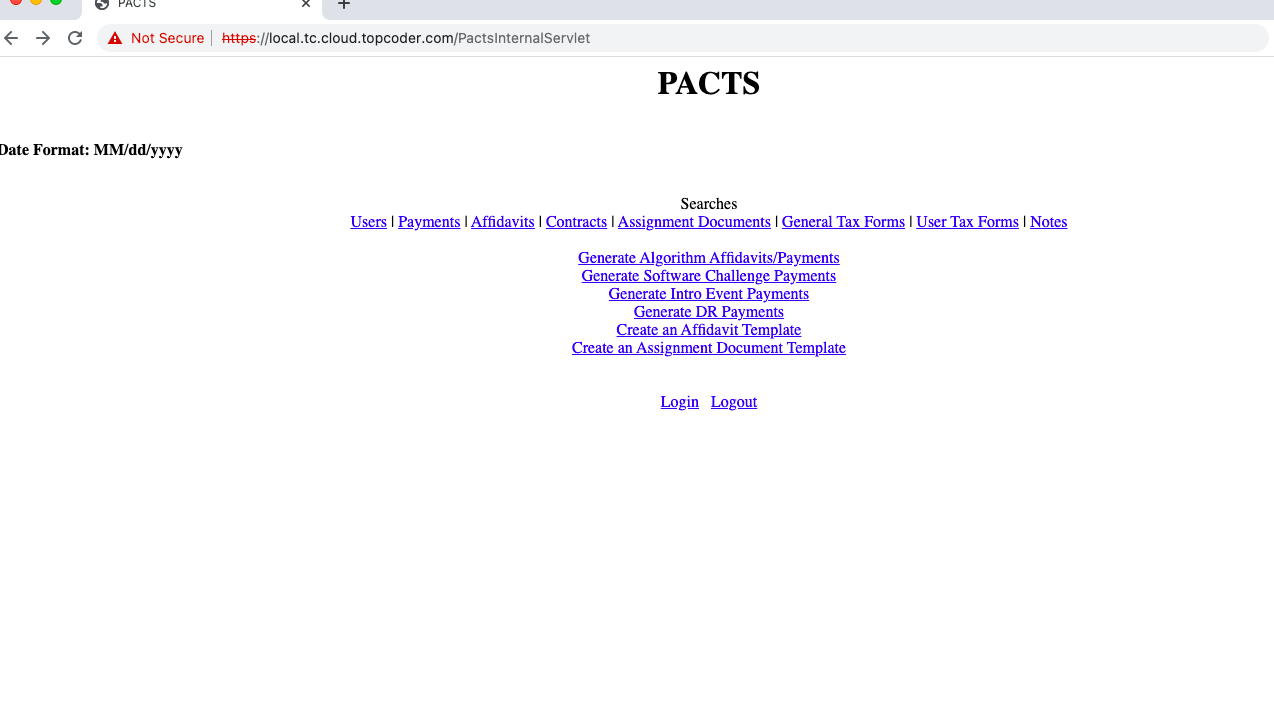 PACTS
Not Secure | https://local.tc.cloud.topcoder.com/PactsInternalServlet
PACTS
Date Format: MM/dd/yyyy
Searches
Users | Payments | Affidavits | Contracts | Assignment Documents | General Tax Forms | User Tax Forms | Notes
Generate Algorithm Affidavits/Payments
Generate Software Challenge Payments
Generate Intro Event Payments
Generate DR Payments
Create an Affidavit Template
Create an Assignment Document Template
Login Logout